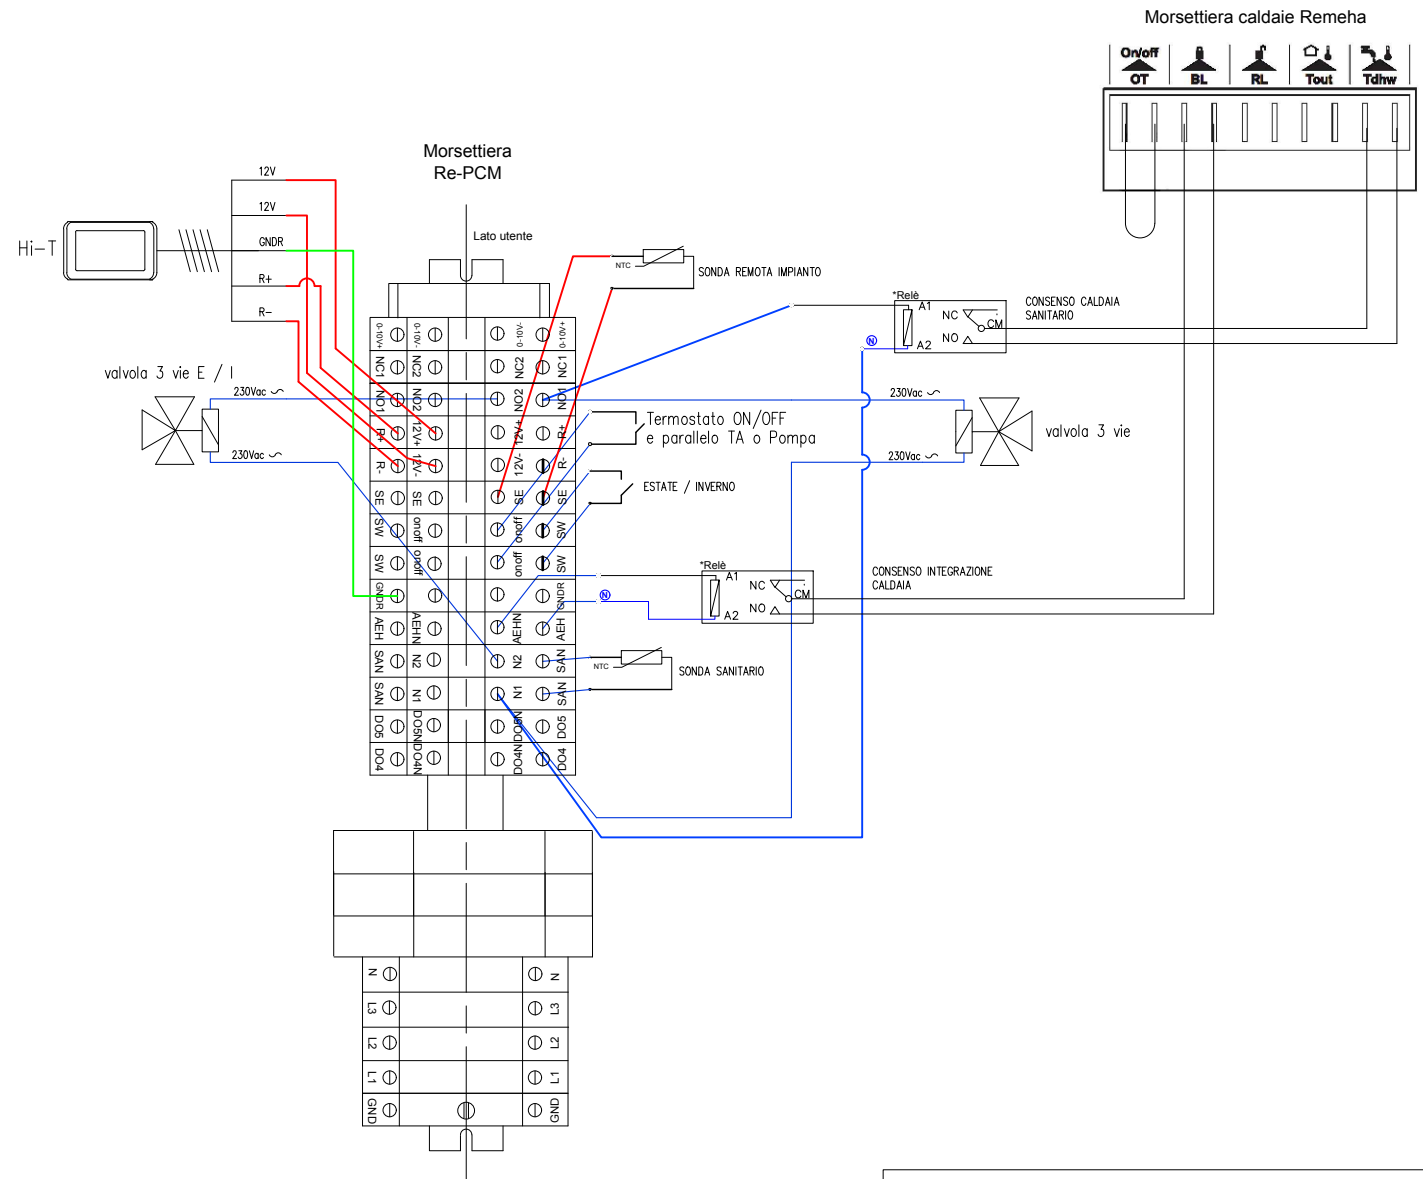 Morsettiera caldaie Remeha
On/off
OT BL RL Tout Tdhw
Morsettiera
Re-PCM
Lato utente
Hi-T
12V
12V
GNDR
R+
R-
NTC
SONDA REMOTA IMPIANTO
*Relè
A1
A2
NC
NO
CM
CONSENSO CALDAIA
SANITARIO
N
valvola 3 vie E / I
230Vac
230Vac
230Vac
230Vac
valvola 3 vie
Termostato ON/OFF
e parallelo TA o Pompa
ESTATE / INVERNO
*Relè
A1
A2
NC
NO
CM
CONSENSO INTEGRAZIONE
CALDAIA
N
NTC
SONDA SANITARIO
0-10V+ 0-10V- 0-10V- 0-10V+
NC1 NC2 NC2 NC1
NO1 NO2 NO2 NO1
R+ 12V+ 12V+ R+
R- 12V- 12V- R-
SE SE SE SE
SW onoff onoff SW
SW onoff onoff SW
GNDR GNDR
AEH AEHN AEHN AEH
SAN N2 N2 SAN
SAN N1 N1 SAN
DO5 DO5N DO5N DO5
DO4 DO4N DO4N DO4
N N
L3 L3
L2 L2
L1 L1
GND GND